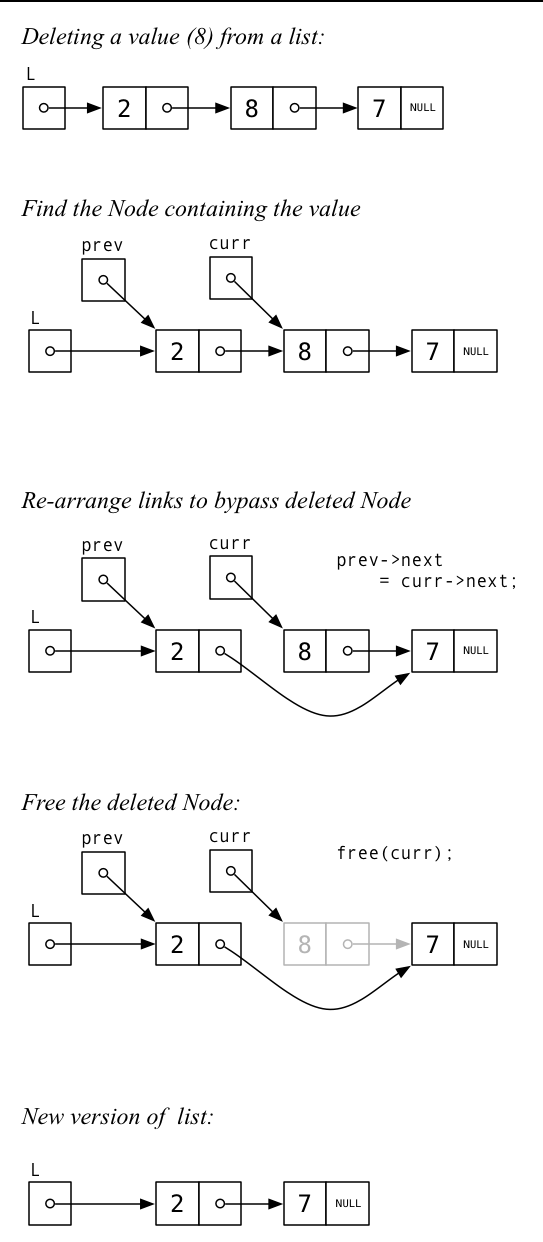 Deleting a value (8) from a list:
L
2 8 7 NULL
Find the Node containing the value
prev curr
L
2 8 7 NULL
Re-arrange links to bypass deleted Node
prev curr
prev->next
= curr->next;
L
2 8 7 NULL
Free the deleted Node:
prev curr
free(curr);
L
2 8 7 NULL
New version of list:
L
2 7 NULL